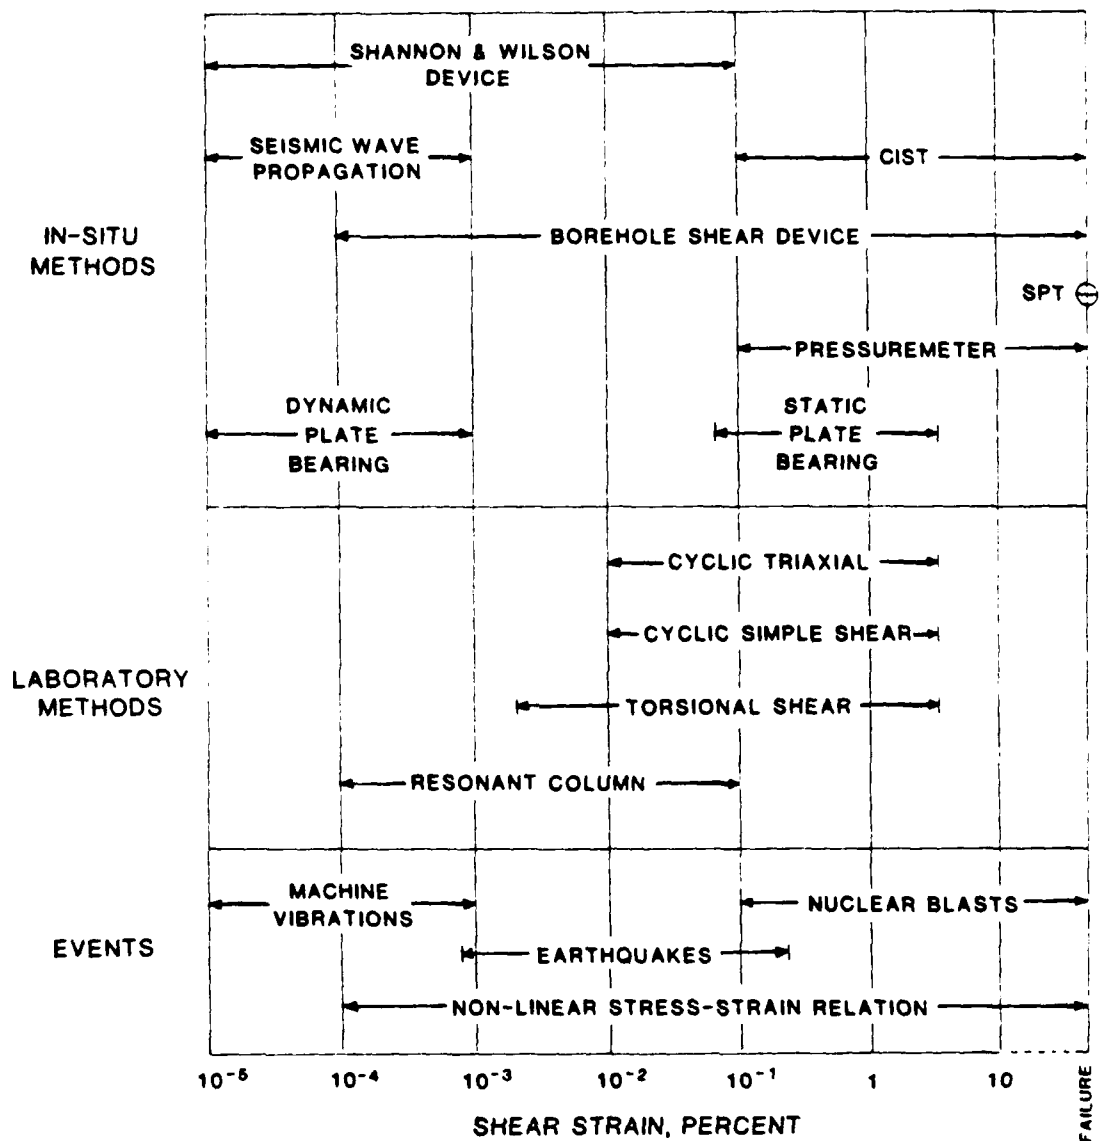 SHANNON & WILSON
DEVICE
SEISMIC WAVE
PROPAGATION
CIST
IN-SITU
METHODS
BOREHOLE SHEAR DEVICE
SPT
PRESSUREMETER
DYNAMIC
PLATE
BEARING
STATIC
PLATE
BEARING
CYCLIC TRIAXIAL
CYCLIC SIMPLE SHEAR
LABORATORY
METHODS
TORSIONAL SHEAR
RESONANT COLUMN
MACHINE
VIBRATIONS
NUCLEAR BLASTS
EVENTS
EARTHQUAKES
NON-LINEAR STRESS-STRAIN RELATION
10⁻⁵ 10⁻⁴ 10⁻³ 10⁻² 10⁻¹ 1 10
FAILURE
SHEAR STRAIN, PERCENT